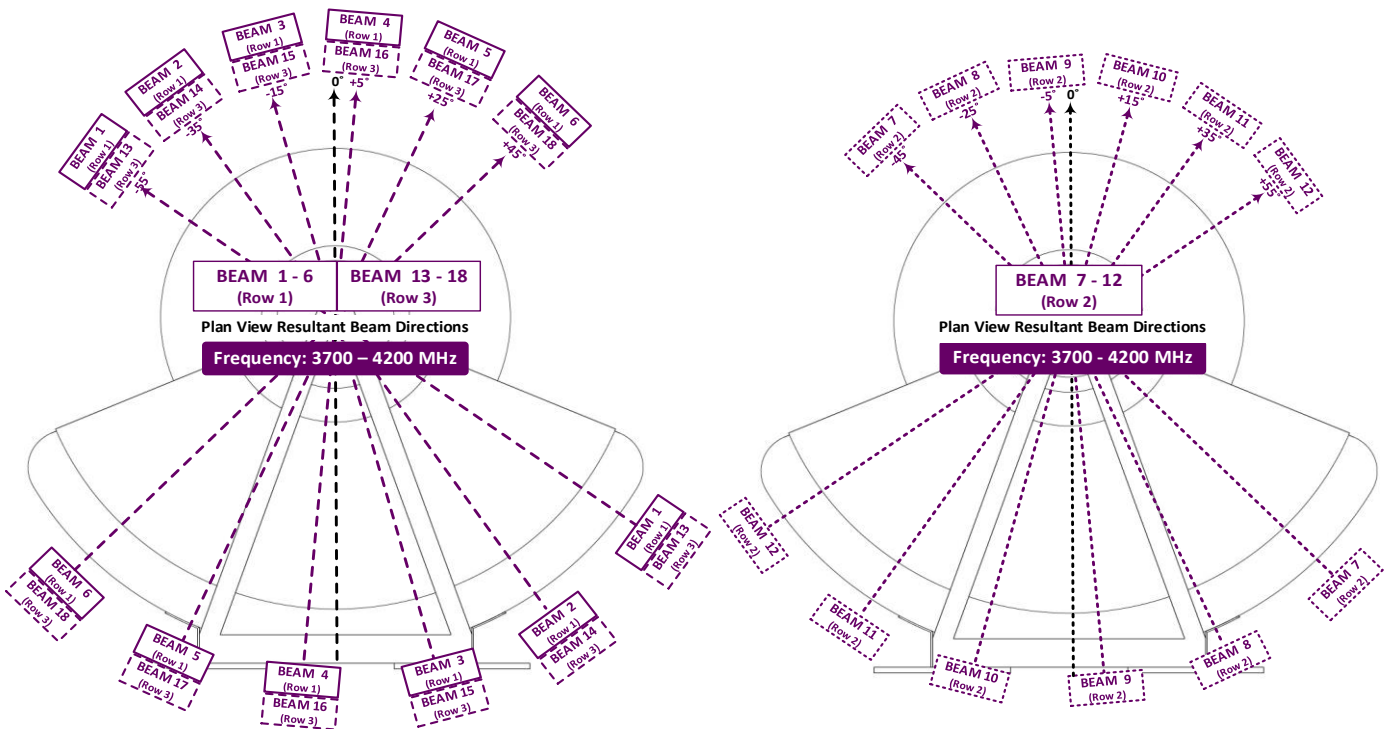 BEAM 1
(Row 1)
BEAM 13
(Row 3)
-55°
BEAM 2
(Row 1)
BEAM 14
(Row 3)
-35°
BEAM 3
(Row 1)
BEAM 15
(Row 3)
-15°
BEAM 4
(Row 1)
BEAM 16
(Row 3)
0°
+5°
BEAM 5
(Row 1)
BEAM 17
(Row 3)
+25°
BEAM 6
(Row 1)
BEAM 18
(Row 3)
+45°
BEAM 1 - 6
(Row 1)
BEAM 13 - 18
(Row 3)
Plan View Resultant Beam Directions
Frequency: 3700 – 4200 MHz
BEAM 6
(Row 1)
BEAM 18
(Row 3)
BEAM 5
(Row 1)
BEAM 17
(Row 3)
BEAM 4
(Row 1)
BEAM 16
(Row 3)
BEAM 3
(Row 1)
BEAM 15
(Row 3)
BEAM 2
(Row 1)
BEAM 14
(Row 3)
BEAM 1
(Row 1)
BEAM 13
(Row 3)
BEAM 7
(Row 2)
-45°
BEAM 8
(Row 2)
-25°
BEAM 9
(Row 2)
-5°
0°
BEAM 10
(Row 2)
+15°
BEAM 11
(Row 2)
+35°
BEAM 12
(Row 2)
+55°
BEAM 7 - 12
(Row 2)
Plan View Resultant Beam Directions
Frequency: 3700 - 4200 MHz
BEAM 12
(Row 2)
BEAM 11
(Row 2)
BEAM 10
(Row 2)
BEAM 9
(Row 2)
BEAM 8
(Row 2)
BEAM 7
(Row 2)